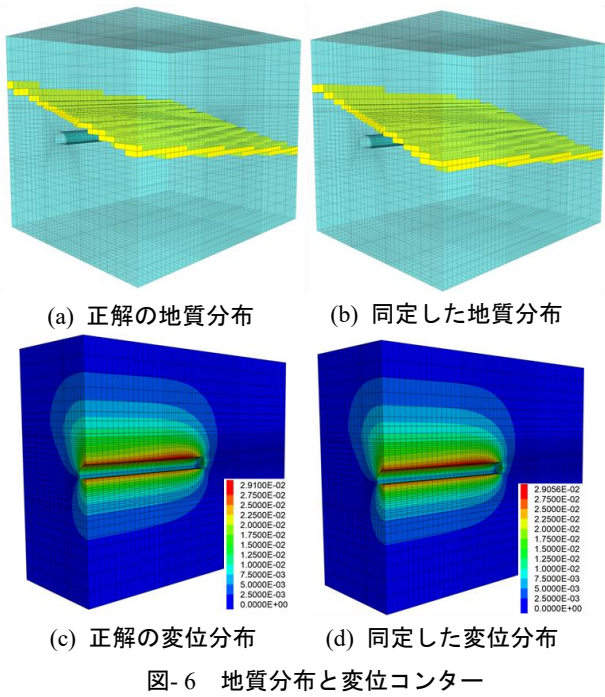 (a) 正解の地質分布
(b) 同定した地質分布
2.9100E-02
2.7500E-02
2.5000E-02
2.2500E-02
2.0000E-02
1.7500E-02
1.5000E-02
1.2500E-02
1.0000E-02
7.5000E-03
5.0000E-03
2.5000E-03
0.0000E+00
2.9056E-02
2.7500E-02
2.5000E-02
2.2500E-02
2.0000E-02
1.7500E-02
1.5000E-02
1.2500E-02
1.0000E-02
7.5000E-03
5.0000E-03
2.5000E-03
0.0000E+00
(c) 正解の変位分布
(d) 同定した変位分布
図- 6 地質分布と変位コンター